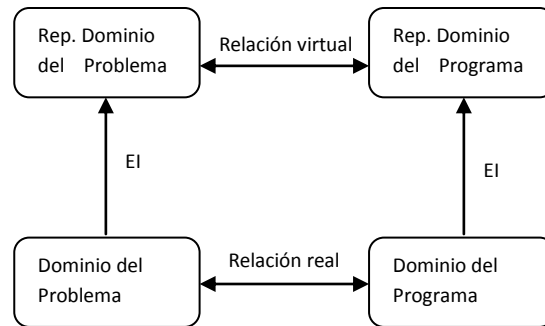 Rep. Dominio
del Problema
Relación virtual
Rep. Dominio
del Programa
EI
EI
Dominio del
Problema
Relación real
Dominio del
Programa